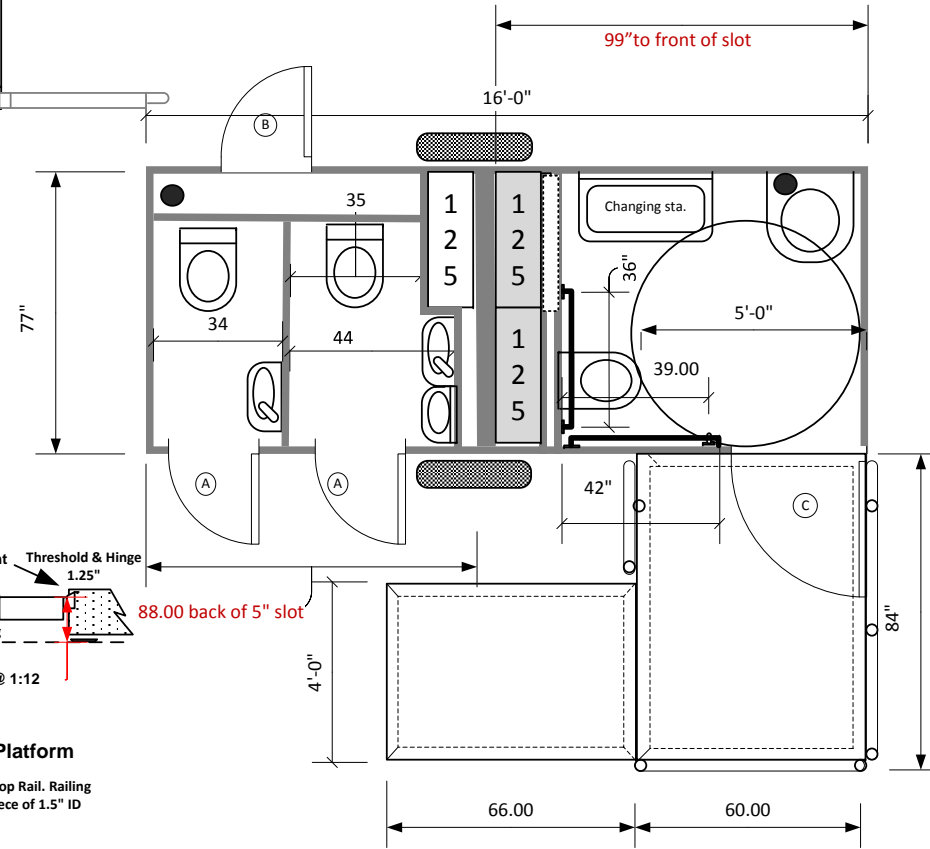 99”to front of slot
16'-0"
B
1
2
5
1
2
5
1
2
5
Changing sta.
35
36"
77"
34
44
5'-0"
39.00
A
A
42"
C
Threshold & Hinge
1.25"
88.00 back of 5" slot
@ 1:12
4'-0"
84"
Platform
op Rail. Railing
ece of 1.5" ID
66.00
60.00